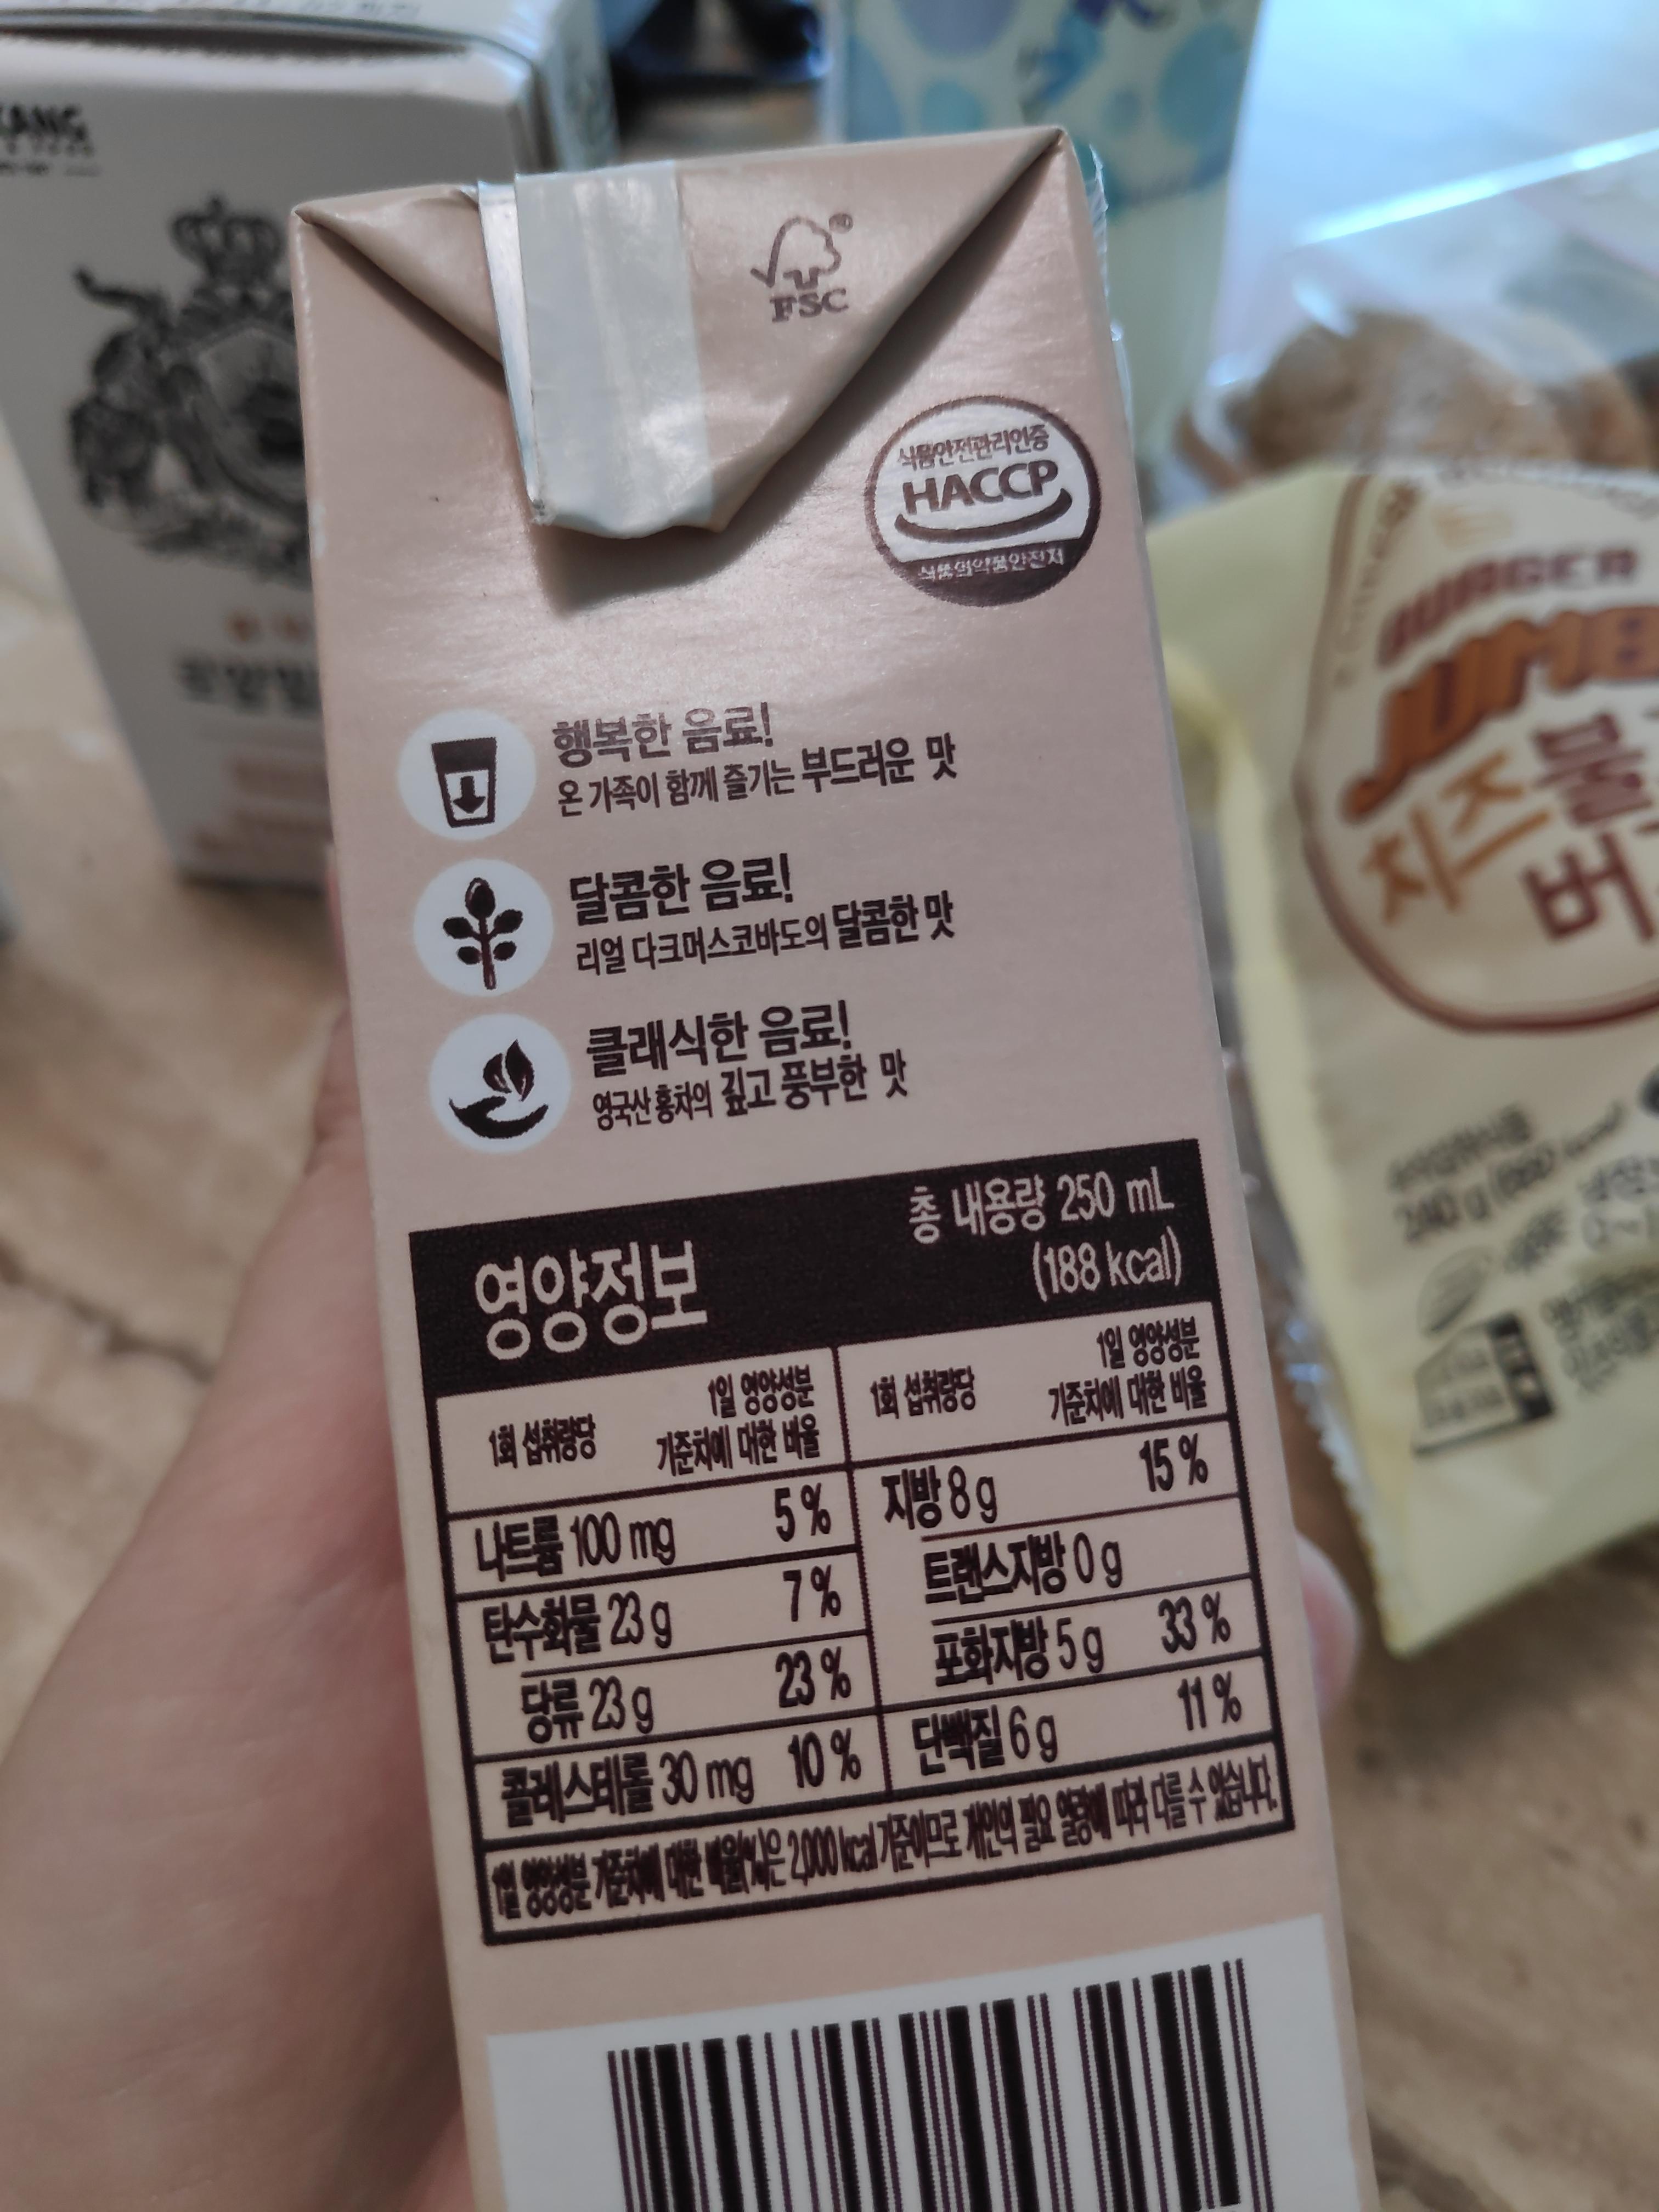 FSC
식품안전관리인증
HACCP
식품의약품안전처
행복한 음료!
온 가족이 함께 즐기는 부드러운 맛
달콤한 음료!
리얼 다크머스코바도의 달콤한 맛
클래식한 음료!
영국산 홍차의 깊고 풍부한 맛
영양정보
총 내용량 250 mL
(188 kcal)
1회 섭취량당
1일 영양성분
기준치에 대한 비율
1회 섭취량당
1일 영양성분
기준치에 대한 비율
나트륨 100 mg 5 %
탄수화물 23 g 7 %
당류 23 g 23 %
콜레스테롤 30 mg 10 %
지방 8 g 15 %
트랜스지방 0 g
포화지방 5 g 33 %
단백질 6 g 11 %
1일 영양성분 기준치에 대한 비율(%)은 2,000 kcal 기준이므로 개인의 필요 열량에 따라 다를 수 있습니다.
BURGER
치즈